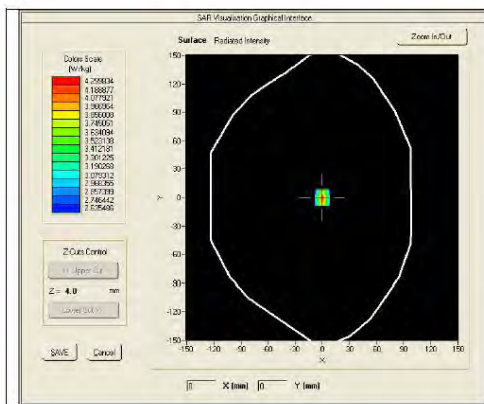 SAR Visualisation Graphical Interface
Surface Radiated Intensity
Zoom In/Out
Colors Scale
(W/kg)
4.299834
4.188877
4.077921
3.966964
3.856008
3.745051
3.634094
3.523138
3.412181
3.301225
3.190268
3.079312
2.968355
2.857399
2.746442
2.635486
Z Cuts Control
Z = 4.0 mm
SAVE
Cancel
Y
150
120
90
60
30
0
-30
-60
-90
-120
-150
-150 -120 -90 -60 -30 0 30 60 90 120 150
X
0 X (mm) 0 Y (mm)